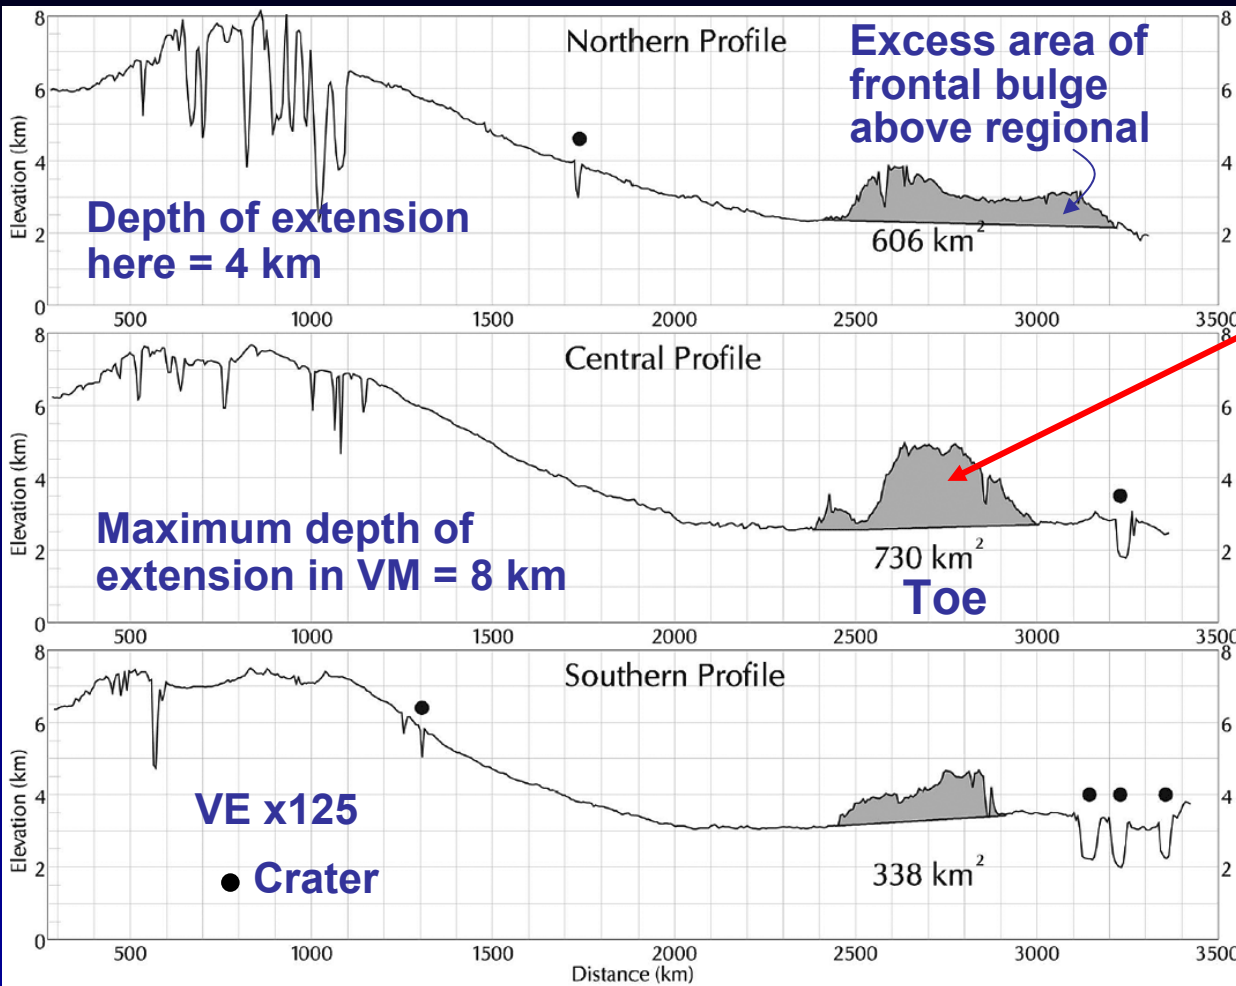 Northern Profile
Excess area of
frontal bulge
above regional
Depth of extension
here = 4 km
606 km²
Elevation (km)
8
6
4
2
0
8
6
4
2
500 1000 1500 2000 2500 3000 3500
Central Profile
Maximum depth of
extension in VM = 8 km
730 km²
Toe
Elevation (km)
8
6
4
2
0
8
6
4
2
500 1000 1500 2000 2500 3000 3500
Southern Profile
VE x125
Crater
338 km²
Elevation (km)
8
6
4
2
0
8
6
4
2
500 1000 1500 2000 2500 3000 3500
Distance (km)